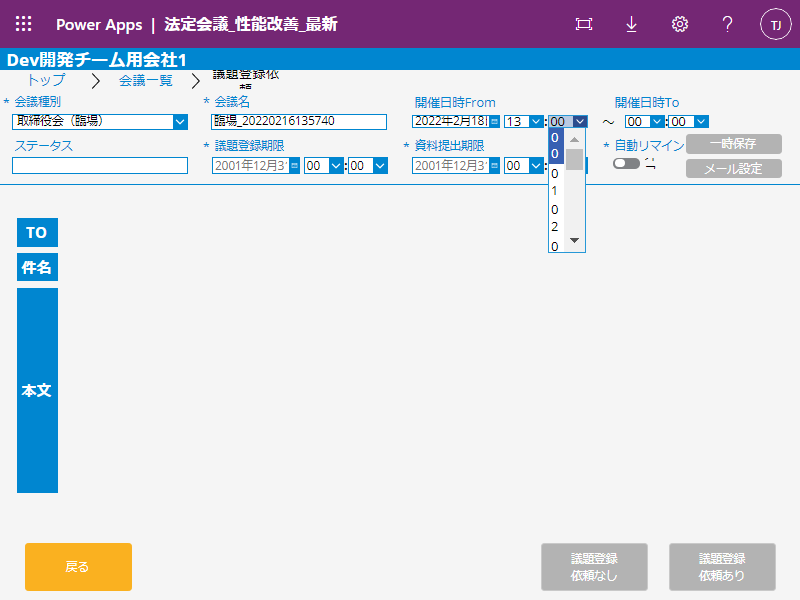 Power Apps | 法定会議_性能改善_最新
?
TJ
Dev開発チーム用会社1
トップ
会議一覧
議題登録依
* 会議種別
* 会議名
開催日時From
開催日時To
取締役会（臨場）
臨場_20220216135740
2022年2月18
13
:00
～
00
:00
ステータス
* 議題登録期限
* 資料提出期限
* 自動リマイン
一時保存
2001年12月3
00
:00
2001年12月3
00
:
メール設定
0
0
0
1
0
2
0
TO
件名
本文
戻る
議題登録
依頼なし
議題登録
依頼あり